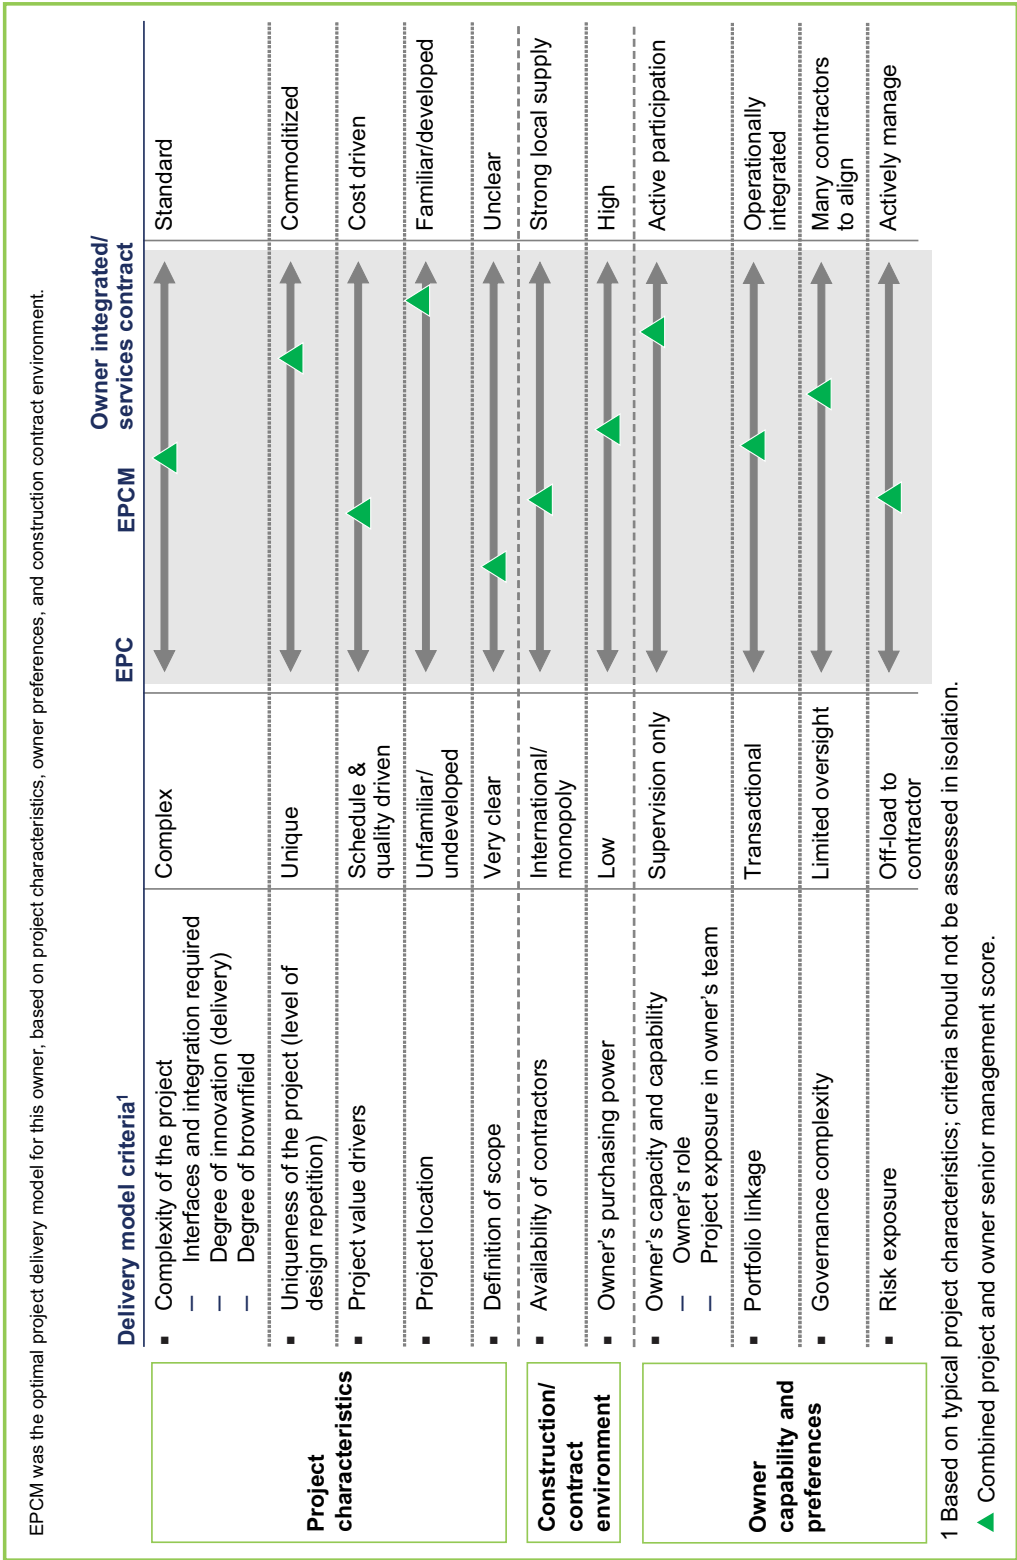 EPCM was the optimal project delivery model for this owner, based on project characteristics, owner preferences, and construction contract environment.
Delivery model criteria1
EPC
EPCM
Owner integrated/
services contract
Project
characteristics
▪ Complexity of the project
— Interfaces and integration required
— Degree of innovation (delivery)
— Degree of brownfield
Complex
Standard
▪ Uniqueness of the project (level of
design repetition)
Unique
Commoditized
▪ Project value drivers
Schedule &
quality driven
Cost driven
▪ Project location
Unfamiliar/
undeveloped
Familiar/developed
▪ Definition of scope
Very clear
Unclear
Construction/
contract
environment
▪ Availability of contractors
International/
monopoly
Strong local supply
▪ Owner's purchasing power
Low
High
Owner
capability and
preferences
▪ Owner's capacity and capability
— Owner's role
— Project exposure in owner's team
Supervision only
Active participation
▪ Portfolio linkage
Transactional
Operationally
integrated
▪ Governance complexity
Limited oversight
Many contractors
to align
▪ Risk exposure
Off-load to
contractor
Actively manage
1 Based on typical project characteristics; criteria should not be assessed in isolation.
Combined project and owner senior management score.